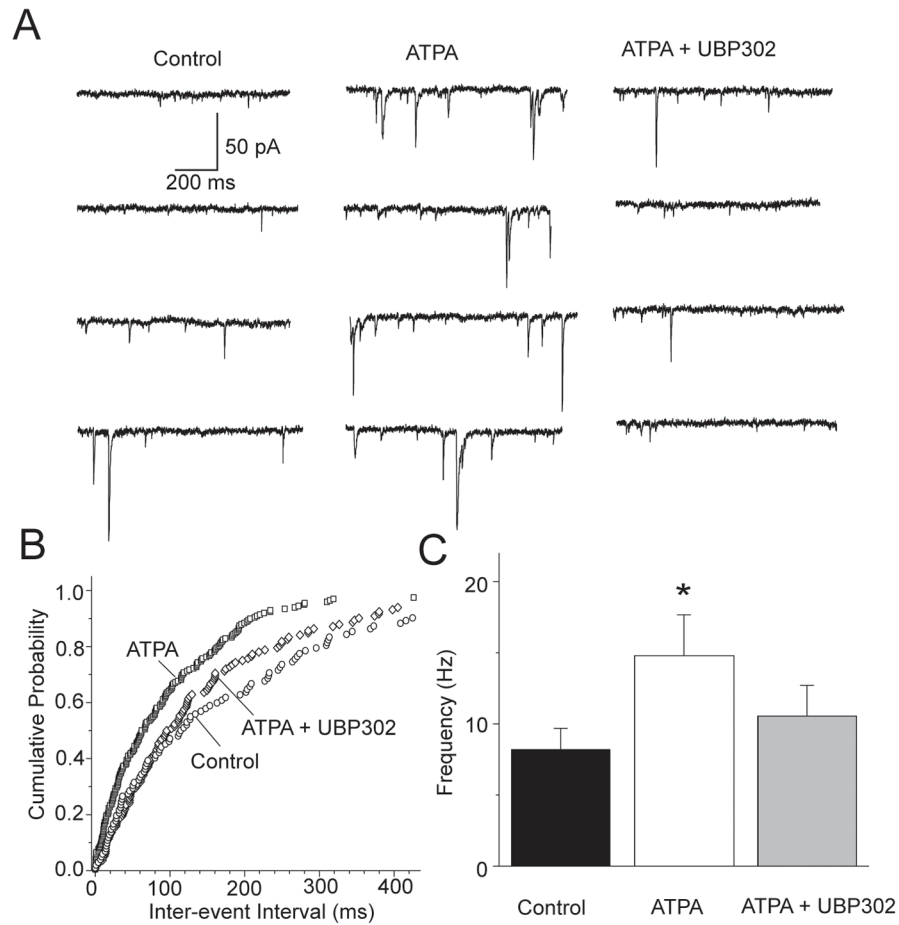 A
Control
ATPA
ATPA + UBP302
50 pA
200 ms
B
Cumulative Probability
1.0
0.8
0.6
0.4
0.2
0.0
ATPA
ATPA + UBP302
Control
0
100
200
300
400
Inter-event Interval (ms)
C
Frequency (Hz)
20
10
0
*
Control
ATPA
ATPA + UBP302